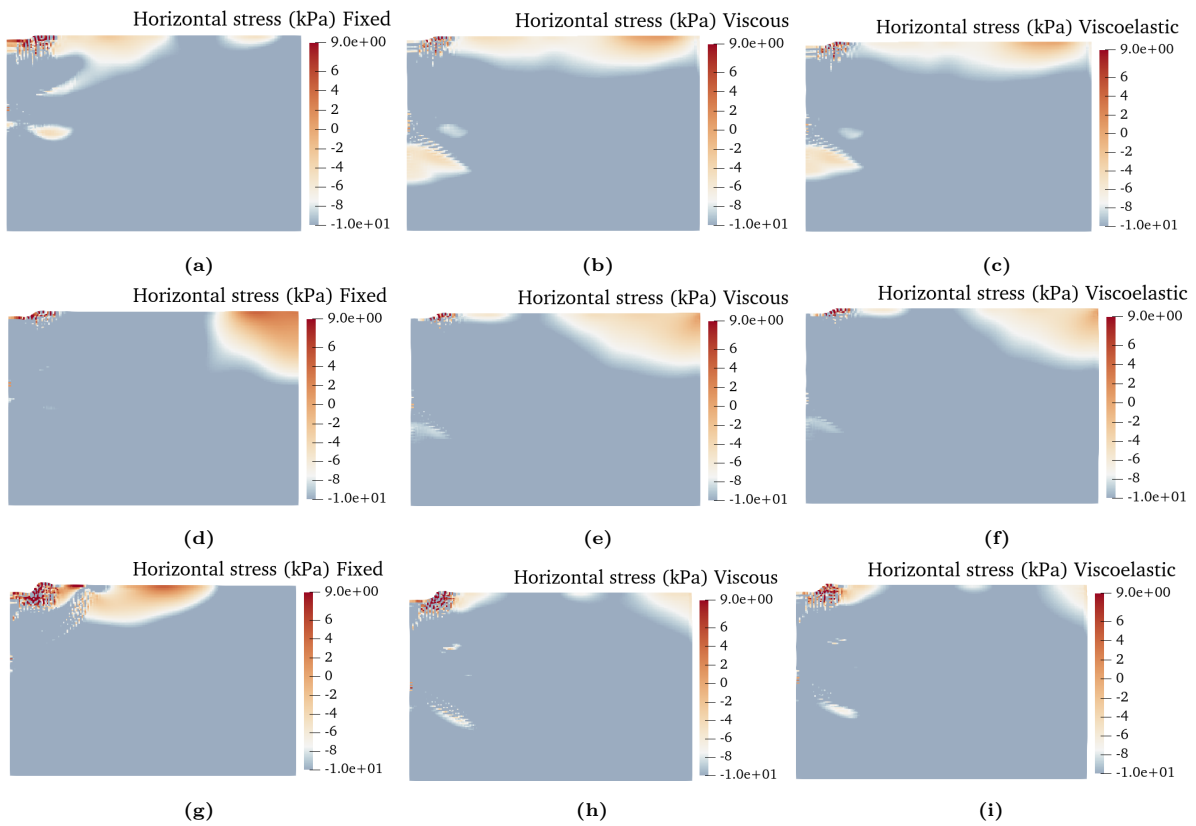 Horizontal stress (kPa) Fixed
9.0e+00
6
4
2
0
-2
-4
-6
-8
-1.0e+01
(a)
Horizontal stress (kPa) Viscous
9.0e+00
6
4
2
0
-2
-4
-6
-8
-1.0e+01
(b)
Horizontal stress (kPa) Viscoelastic
9.0e+00
6
4
2
0
-2
-4
-6
-8
-1.0e+01
(c)
Horizontal stress (kPa) Fixed
9.0e+00
6
4
2
0
-2
-4
-6
-8
-1.0e+01
(d)
Horizontal stress (kPa) Viscous
9.0e+00
6
4
2
0
-2
-4
-6
-8
-1.0e+01
(e)
Horizontal stress (kPa) Viscoelastic
9.0e+00
6
4
2
0
-2
-4
-6
-8
-1.0e+01
(f)
Horizontal stress (kPa) Fixed
9.0e+00
6
4
2
0
-2
-4
-6
-8
-1.0e+01
(g)
Horizontal stress (kPa) Viscous
9.0e+00
6
4
2
0
-2
-4
-6
-8
-1.0e+01
(h)
Horizontal stress (kPa) Viscoelastic
9.0e+00
6
4
2
0
-2
-4
-6
-8
-1.0e+01
(i)